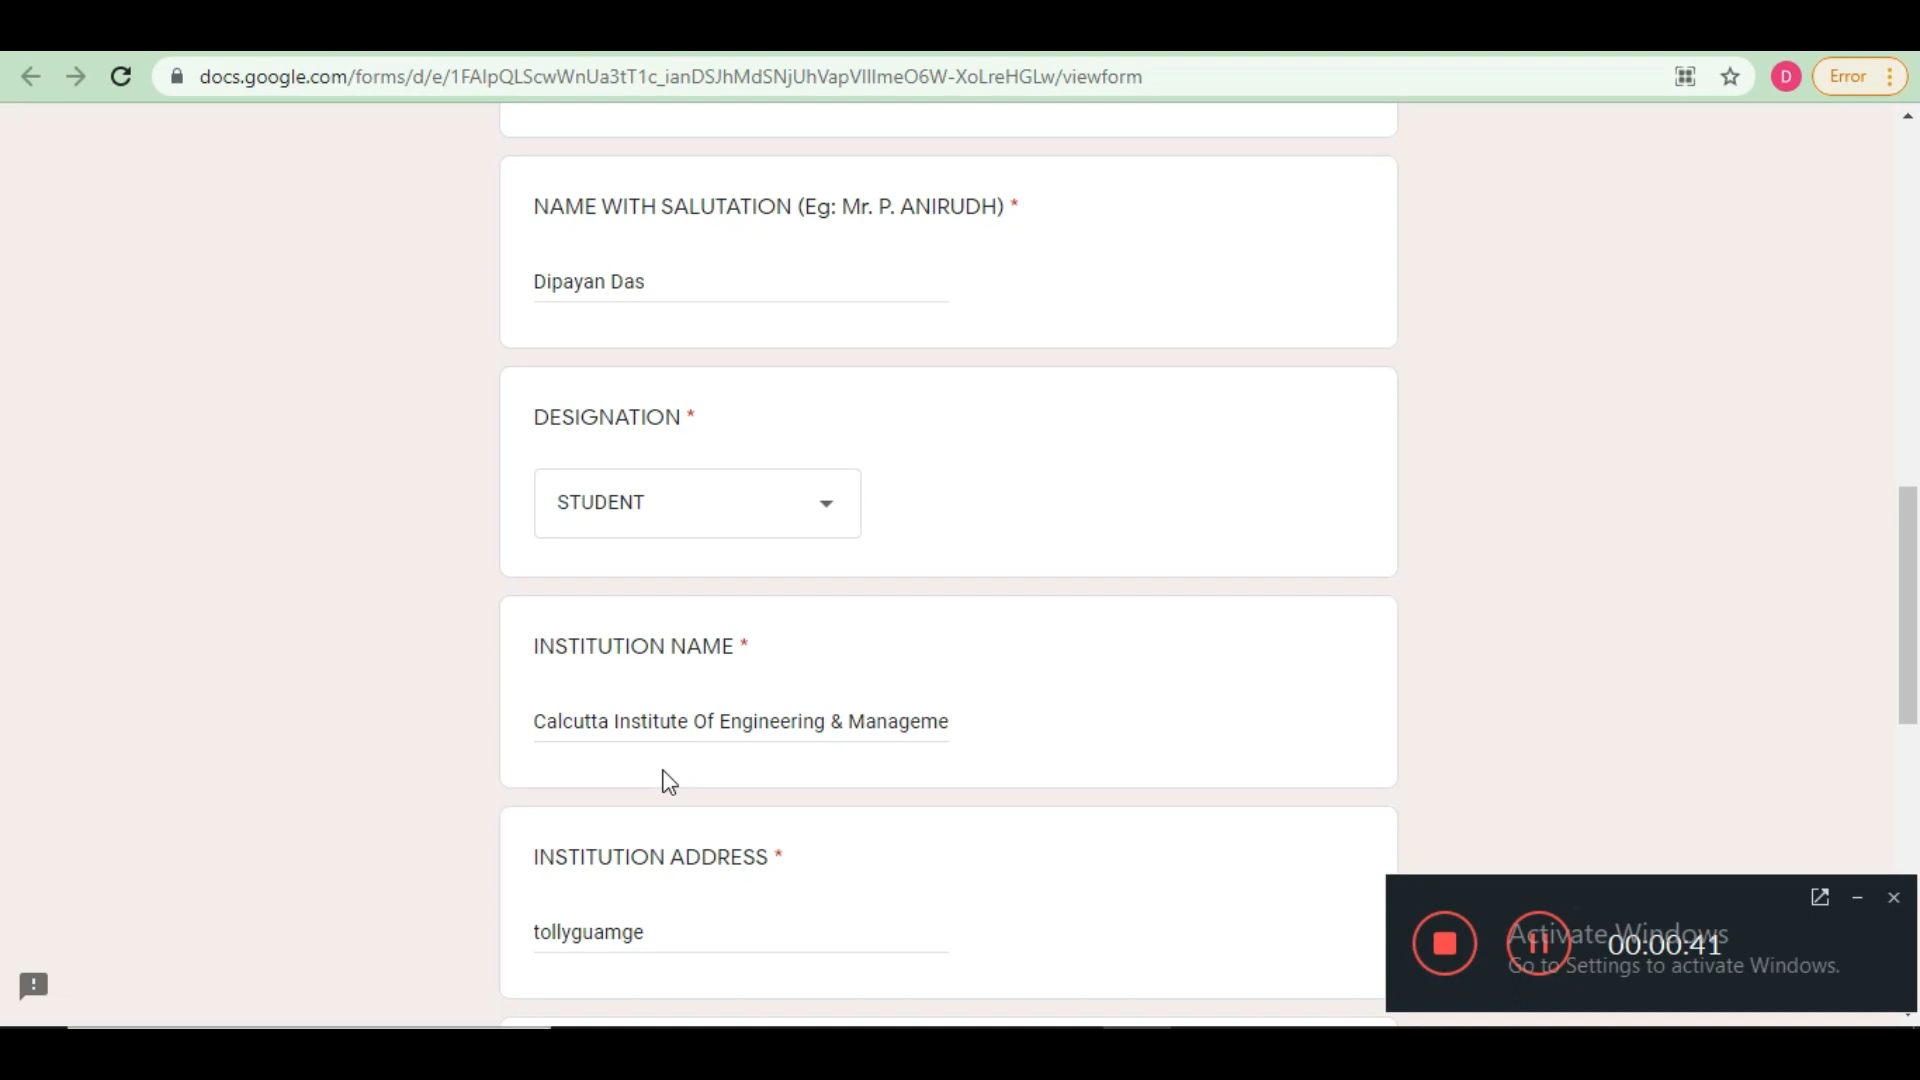 docs.google.com/forms/d/e/1FAIpQLScwWnUa3tT1c_ianDSJhMdSNjUhVapVIIImeO6W-XoLreHGLw/viewform
D
Error
NAME WITH SALUTATION (Eg: Mr. P. ANIRUDH) *
Dipayan Das
DESIGNATION *
STUDENT
INSTITUTION NAME *
Calcutta Institute Of Engineering & Manageme
INSTITUTION ADDRESS *
tollyguamge
Activate Windows
00:00:41
Go to Settings to activate Windows.